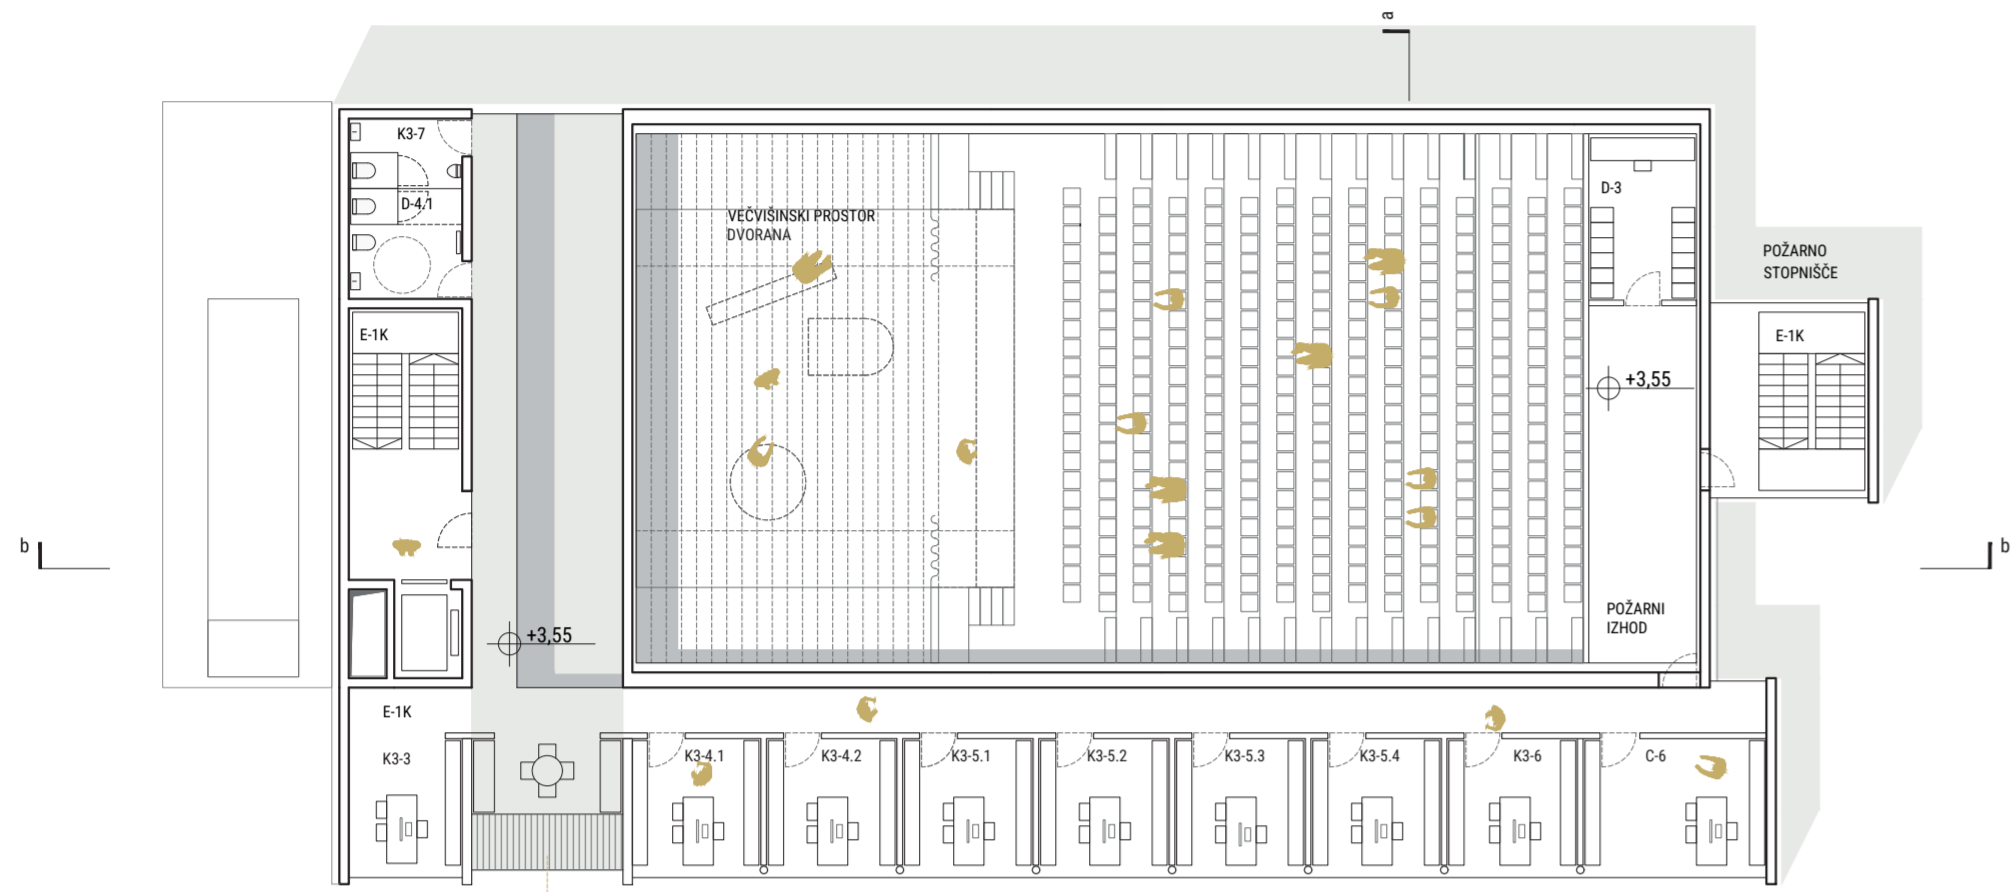 a
K3-7
D-4.1
VEČVIŠINSKI PROSTOR
DVORANA
D-3
POŽARNO
STOPNIŠČE
E-1K
E-1K
+3,55
b
b
POŽARNI
IZHOD
+3,55
E-1K
K3-3
K3-4.1
K3-4.2
K3-5.1
K3-5.2
K3-5.3
K3-5.4
K3-6
C-6